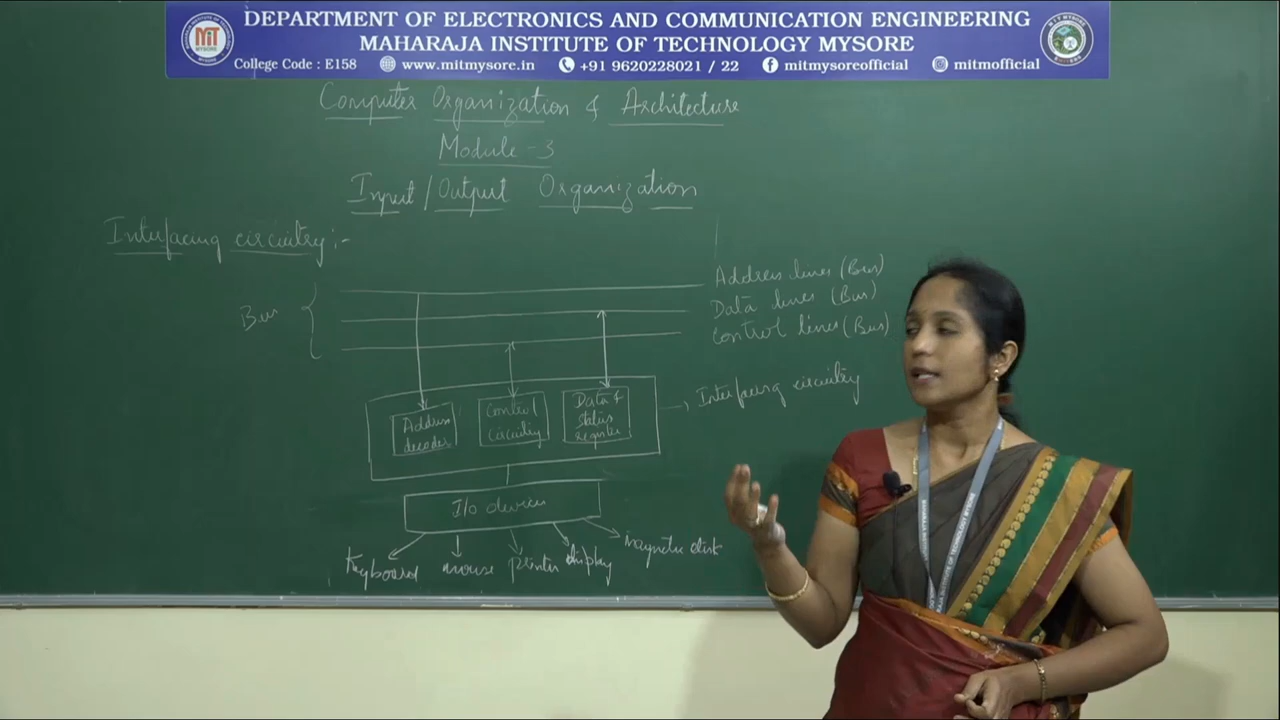 DEPARTMENT OF ELECTRONICS AND COMMUNICATION ENGINEERING
MAHARAJA INSTITUTE OF TECHNOLOGY MYSORE
College Code : E158 www.mitmysore.in +91 9620228021 / 22 mitmysoreofficial mitmofficial
MIT
MYSORE
Computer Organization & Architecture
Module - 3
Input / Output Organization
Interfacing circuitry :-
Bus
Address lines (Bus)
Data lines (Bus)
Control lines (Bus)
Interfacing circuitry
Address
decoder
Control
circuitry
Data &
status
register
I/o devices
Keyboard mouse printer display magnetic disk